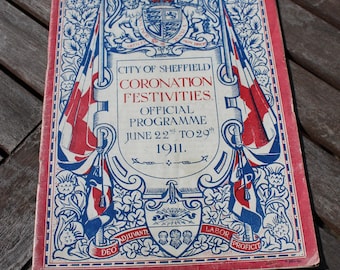 CITY OF SHEFFIELD
CORONATION
FESTIVITIES.
OFFICIAL
PROGRAMME
JUNE 22nd TO 29th
1911.
DEO ADJUVANTE LABOR PROFICIT